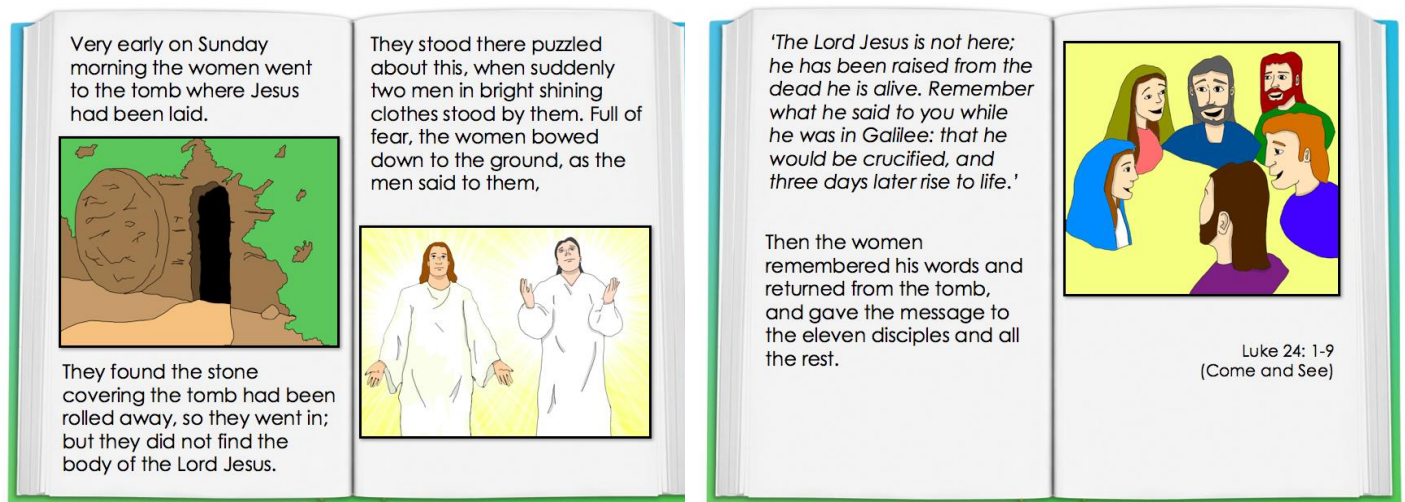 Very early on Sunday
morning the women went
to the tomb where Jesus
had been laid.
They found the stone
covering the tomb had been
rolled away, so they went in;
but they did not find the
body of the Lord Jesus.
They stood there puzzled
about this, when suddenly
two men in bright shining
clothes stood by them. Full of
fear, the women bowed
down to the ground, as the
men said to them,
‘The Lord Jesus is not here;
he has been raised from the
dead he is alive. Remember
what he said to you while
he was in Galilee: that he
would be crucified, and
three days later rise to life.’
Then the women
remembered his words and
returned from the tomb,
and gave the message to
the eleven disciples and all
the rest.
Luke 24: 1-9
(Come and See)